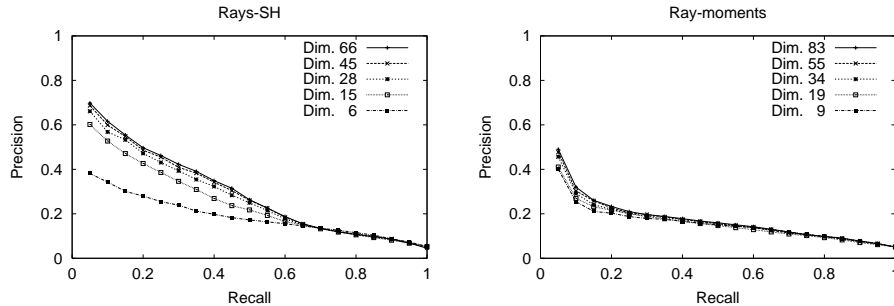 Rays-SH
Precision
1
0.8
0.6
0.4
0.2
0
0
0.2
0.4
0.6
0.8
1
Recall
Dim. 66
Dim. 45
Dim. 28
Dim. 15
Dim. 6
Ray-moments
Precision
1
0.8
0.6
0.4
0.2
0
0
0.2
0.4
0.6
0.8
1
Recall
Dim. 83
Dim. 55
Dim. 34
Dim. 19
Dim. 9